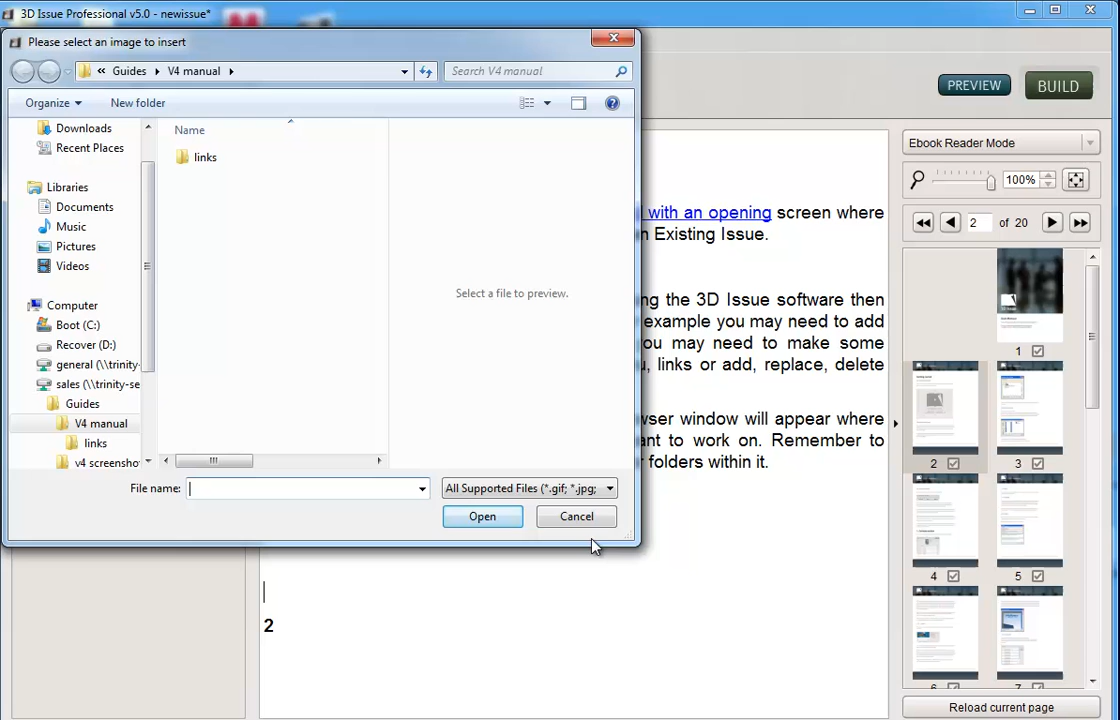 3D Issue Professional v5.0 - newissue*
Please select an image to insert
Guides
V4 manual
Search V4 manual
Organize
New folder
PREVIEW
BUILD
Downloads
Recent Places
Libraries
Documents
Music
Pictures
Videos
Computer
Boot (C:)
Recover (D:)
general (\\trinity-
sales (\\trinity-se
Guides
V4 manual
links
v4 screensho
Name
links
Select a file to preview.
File name:
All Supported Files (*.gif; *.jpg;
Open
Cancel
with an opening screen where
n Existing Issue.
ng the 3D Issue software then
example you may need to add
ou may need to make some
u, links or add, replace, delete
wser window will appear where
ant to work on. Remember to
r folders within it.
2
Ebook Reader Mode
100%
2 of 20
1
2
3
4
5
6
7
Reload current page